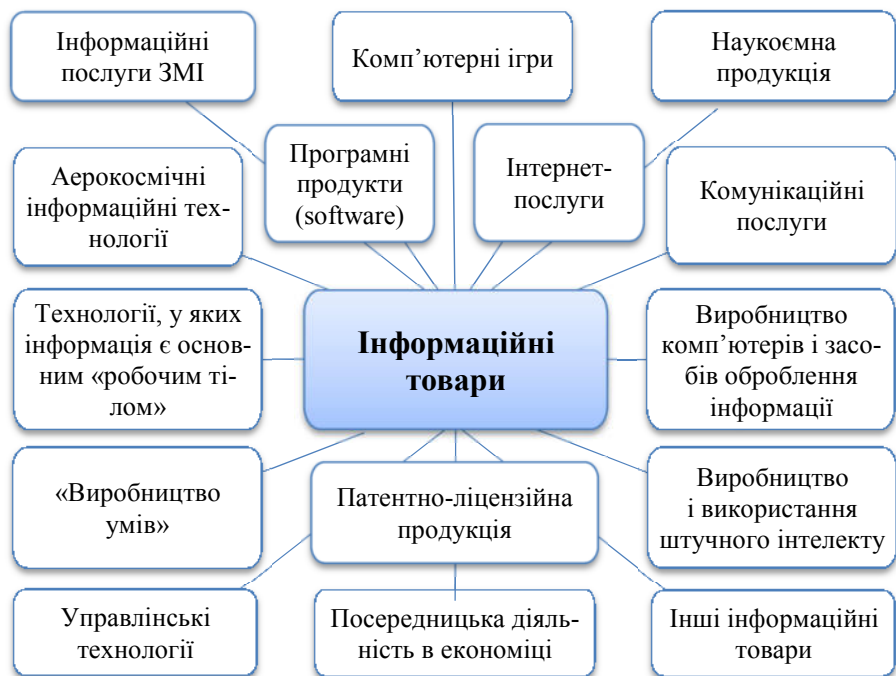 Інформаційні
послуги ЗМІ
Комп’ютерні ігри
Наукоємна
продукція
Аерокосмічні
інформаційні тех-
нології
Програмні
продукти
(software)
Інтернет-
послуги
Комунікаційні
послуги
Технології, у яких
інформація є основ-
ним «робочим ті-
лом»
Інформаційні
товари
Виробництво
комп’ютерів і засо-
бів оброблення
інформації
«Виробництво
умів»
Патентно-ліцензійна
продукція
Виробництво
і використання
штучного інтелекту
Управлінські
технології
Посередницька діяль-
ність в економіці
Інші інформаційні
товари